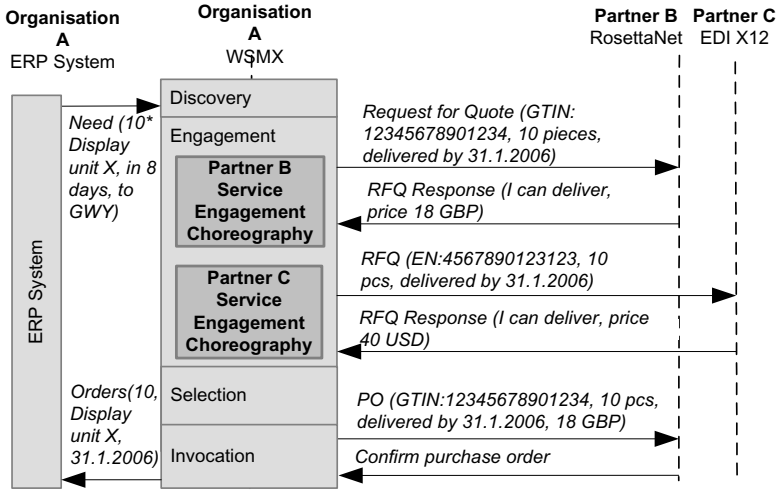 Organisation
A
ERP System
Organisation
A
WSMX
Partner B
RosettaNet
Partner C
EDI X12
ERP System
Need (10*
Display
unit X, in 8
days, to
GWY)
Discovery
Engagement
Partner B
Service
Engagement
Choreography
Request for Quote (GTIN:
12345678901234, 10 pieces,
delivered by 31.1.2006)
RFQ Response (I can deliver,
price 18 GBP)
Partner C
Service
Engagement
Choreography
RFQ (EN:4567890123123, 10
pcs, delivered by 31.1.2006)
RFQ Response (I can deliver, price
40 USD)
Orders(10,
Display
unit X,
31.1.2006)
Selection
Invocation
PO (GTIN:12345678901234, 10 pcs,
delivered by 31.1.2006, 18 GBP)
Confirm purchase order